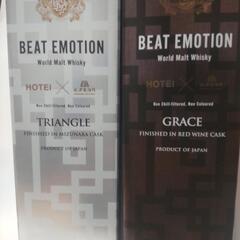 BEAT EMOTION
World Malt Whisky
HOTEI ×
Non Chill-Filtered, Non Coloured
TRIANGLE
FINISHED IN MIZUNARA CASK
PRODUCT OF JAPAN
BEAT EMOTION
World Malt Whisky
HOTEI ×
Non Chill-Filtered, Non Coloured
GRACE
FINISHED IN RED WINE CASK
PRODUCT OF JAPAN